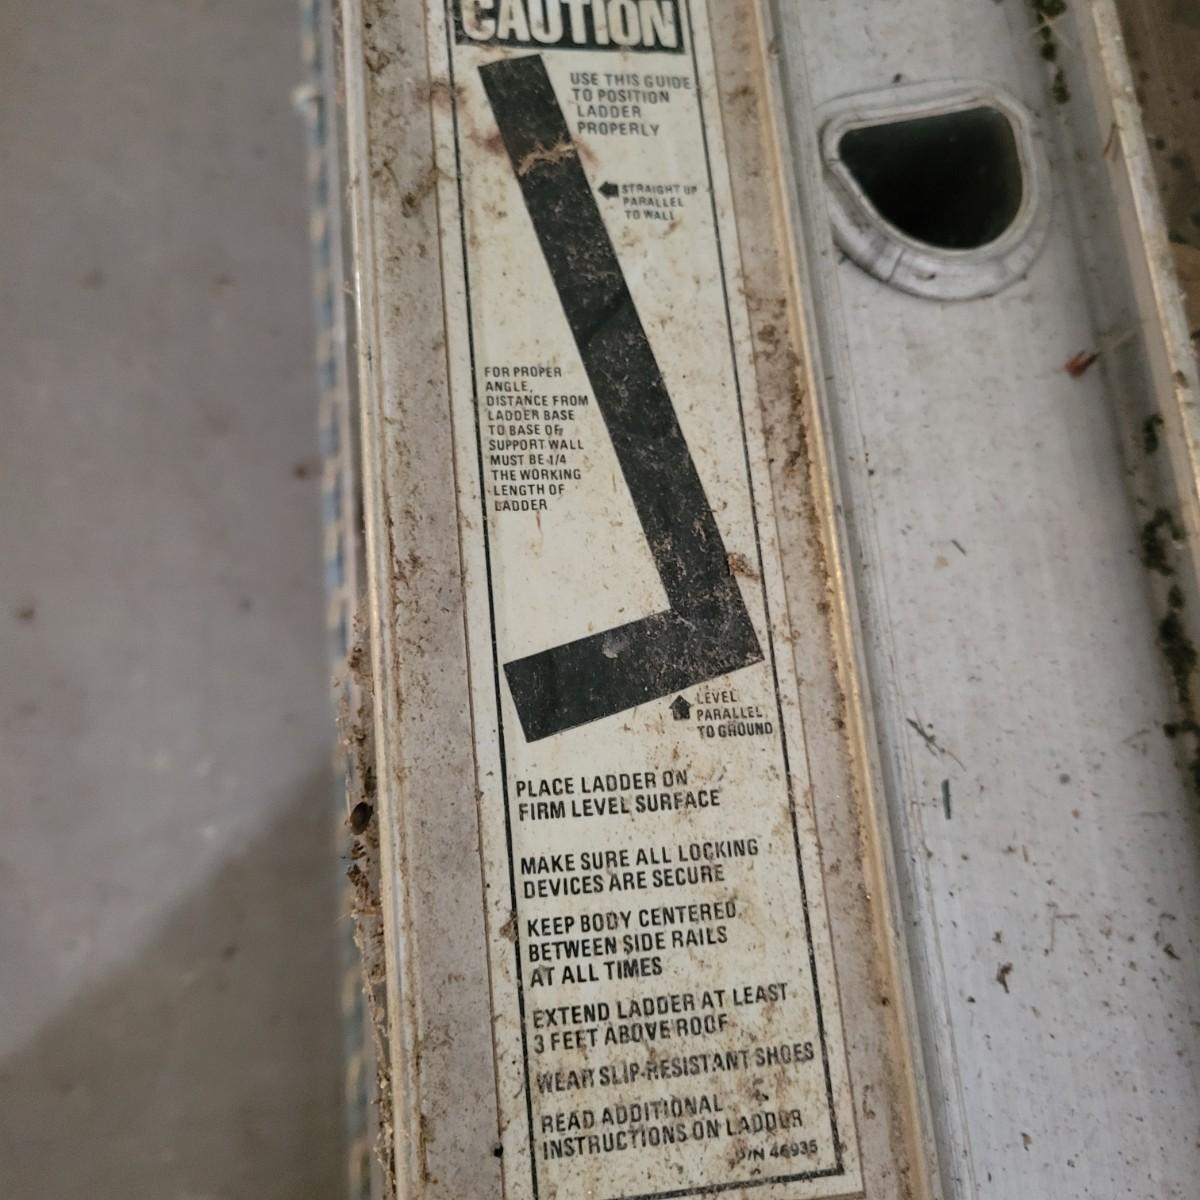 CAUTION
USE THIS GUIDE
TO POSITION
LADDER
PROPERLY
STRAIGHT UP
PARALLEL
TO WALL
FOR PROPER
ANGLE,
DISTANCE FROM
LADDER BASE
TO BASE OF
SUPPORT WALL
MUST BE 1/4
THE WORKING
LENGTH OF
LADDER
LEVEL
PARALLEL
TO GROUND
PLACE LADDER ON
FIRM LEVEL SURFACE
MAKE SURE ALL LOCKING
DEVICES ARE SECURE
KEEP BODY CENTERED
BETWEEN SIDE RAILS
AT ALL TIMES
EXTEND LADDER AT LEAST
3 FEET ABOVE ROOF
WEAR SLIP-RESISTANT SHOES
READ ADDITIONAL
INSTRUCTIONS ON LADDER
P/N 46935